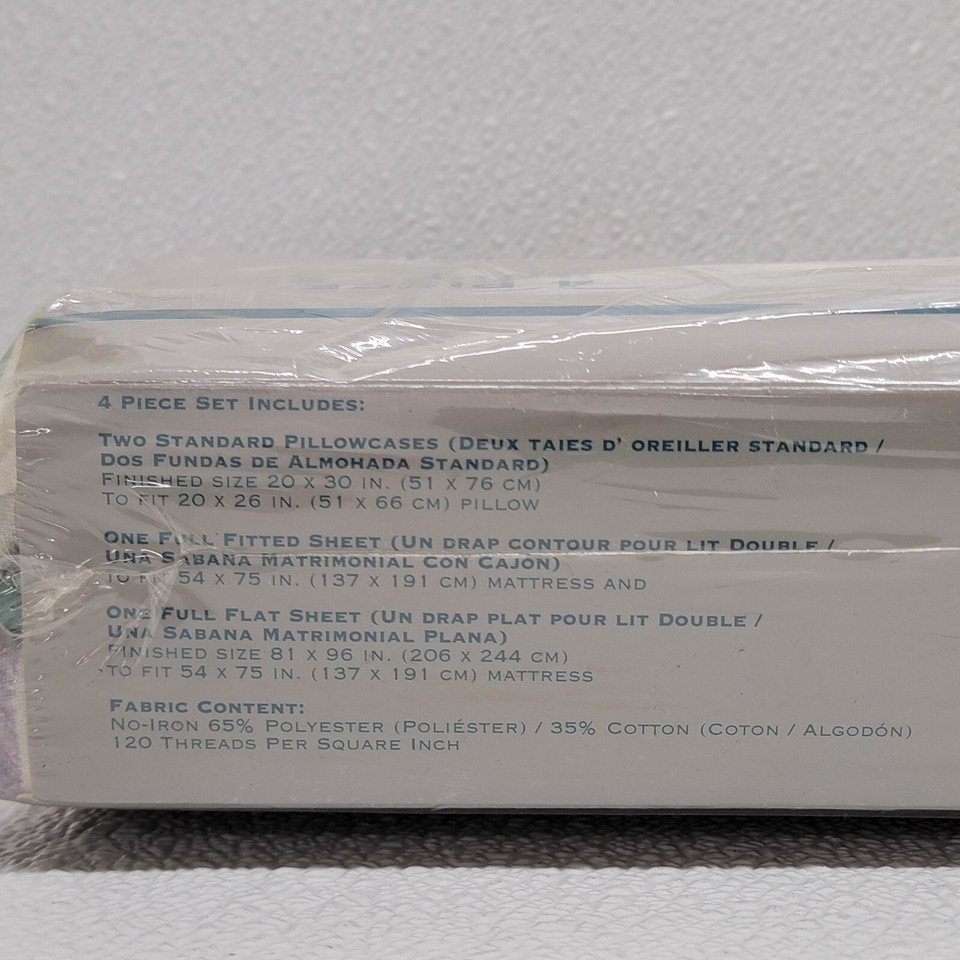 4 PIECE SET INCLUDES:
TWO STANDARD PILLOWCASES (DEUX TAIES D' OREILLER STANDARD /
DOS FUNDAS DE ALMOHADA STANDARD)
FINISHED SIZE 20 X 30 IN. (51 X 76 CM)
TO FIT 20 X 26 IN. (51 X 66 CM) PILLOW
ONE FULL FITTED SHEET (UN DRAP CONTOUR POUR LIT DOUBLE /
UNA SABANA MATRIMONIAL CON CAJON)
TO FIT 54 X 75 IN. (137 X 191 CM) MATTRESS AND
ONE FULL FLAT SHEET (UN DRAP PLAT POUR LIT DOUBLE /
UNA SABANA MATRIMONIAL PLANA)
FINISHED SIZE 81 X 96 IN. (206 X 244 CM)
TO FIT 54 X 75 IN. (137 X 191 CM) MATTRESS
FABRIC CONTENT:
NO-IRON 65% POLYESTER (POLIÉSTER) / 35% COTTON (COTON / ALGODÓN)
120 THREADS PER SQUARE INCH